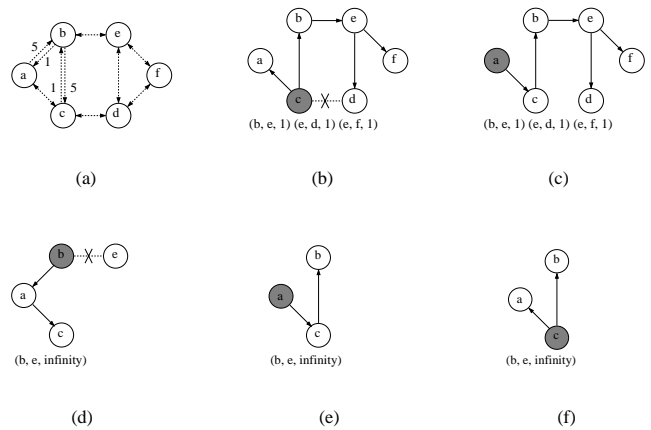 b
e
5
1
a
f
1
5
c
d
(a)
b
e
a
f
c
d
(b, e, 1) (e, d, 1) (e, f, 1)
(b)
b
e
a
f
c
d
(b, e, 1) (e, d, 1) (e, f, 1)
(c)
b
e
a
c
(b, e, infinity)
(d)
b
a
c
(b, e, infinity)
(e)
b
a
c
(b, e, infinity)
(f)